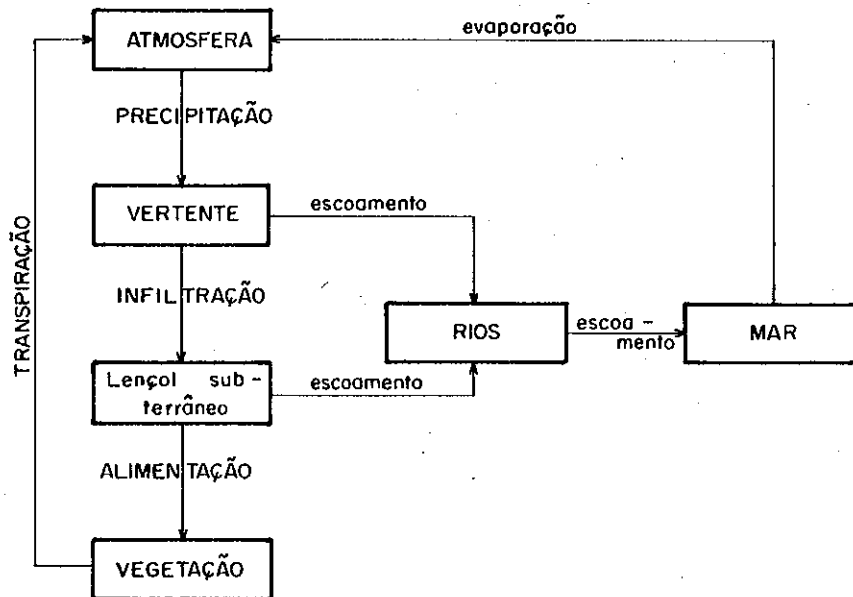 ATMOSFERA
evaporação
PRECIPITAÇÃO
VERTENTE
escoamento
TRANSPIRAÇÃO
INFILTRAÇÃO
RIOS
escoa-
mento
MAR
Lençol sub-
terrâneo
escoamento
ALIMENTAÇÃO
VEGETAÇÃO